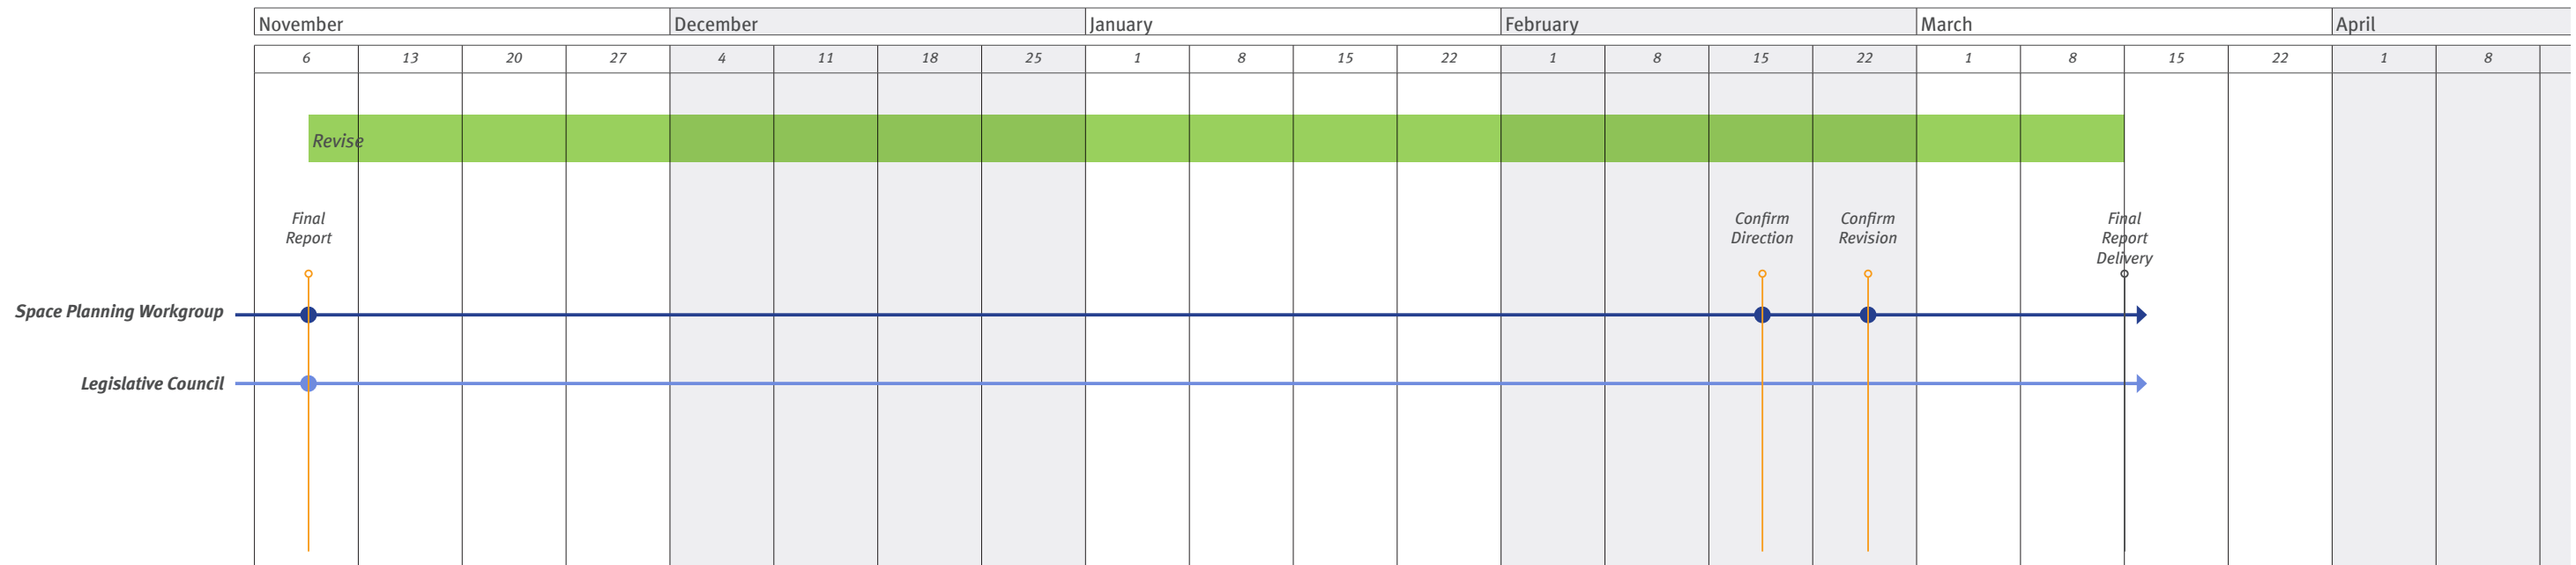 November December January February March April
6 13 20 27 4 11 18 25 1 8 15 22 1 8 15 22 1 8 15 22 1 8
Revise
Final
Report
Confirm
Direction
Confirm
Revision
Final
Report
Delivery
Space Planning Workgroup
Legislative Council